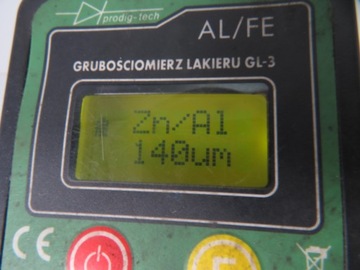 prodig-tech
AL/FE
GRUBOŚCIOMIERZ LAKIERU GL-3
Zn/Al
140um
CE